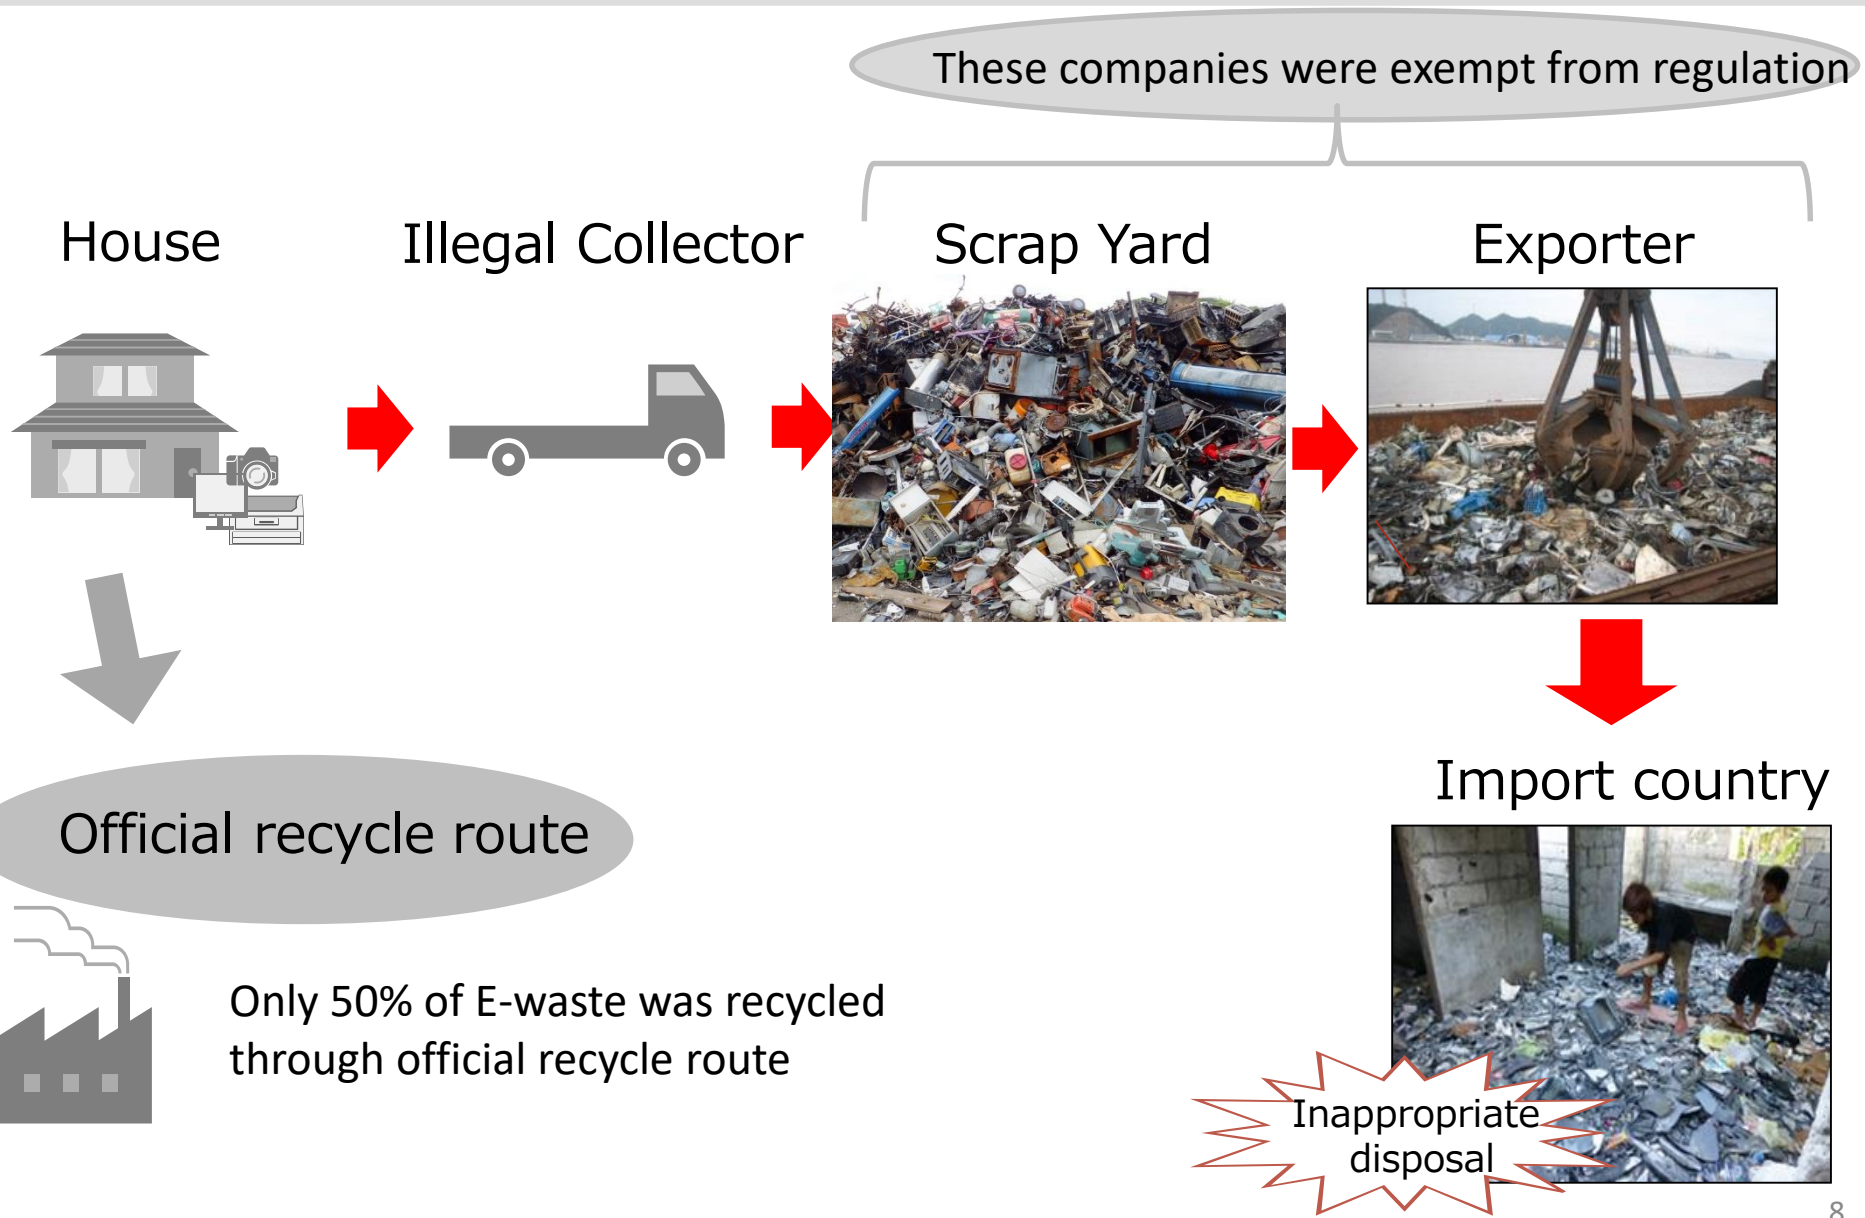 These companies were exempt from regulation
House
Illegal Collector
Scrap Yard
Exporter
Import country
Official recycle route
Only 50% of E-waste was recycled
through official recycle route
Inappropriate
disposal
8